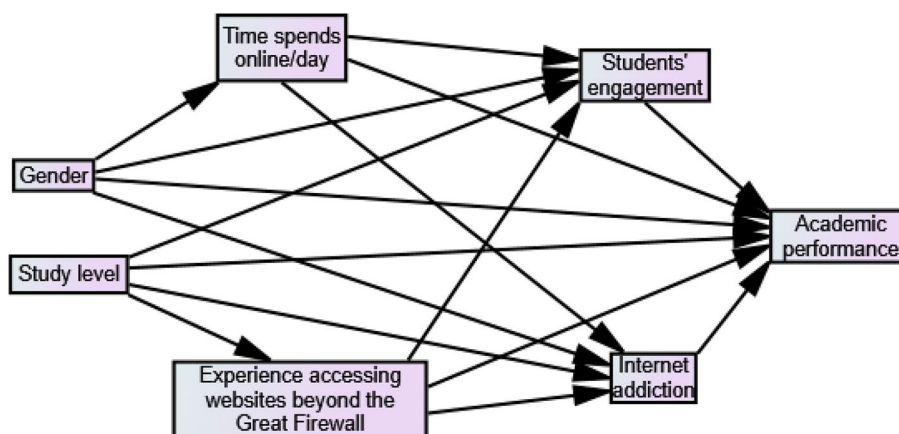 Time spends
online/day
Students'
engagement
Gender
Academic
performance
Study level
Internet
addiction
Experience accessing
websites beyond the
Great Firewall